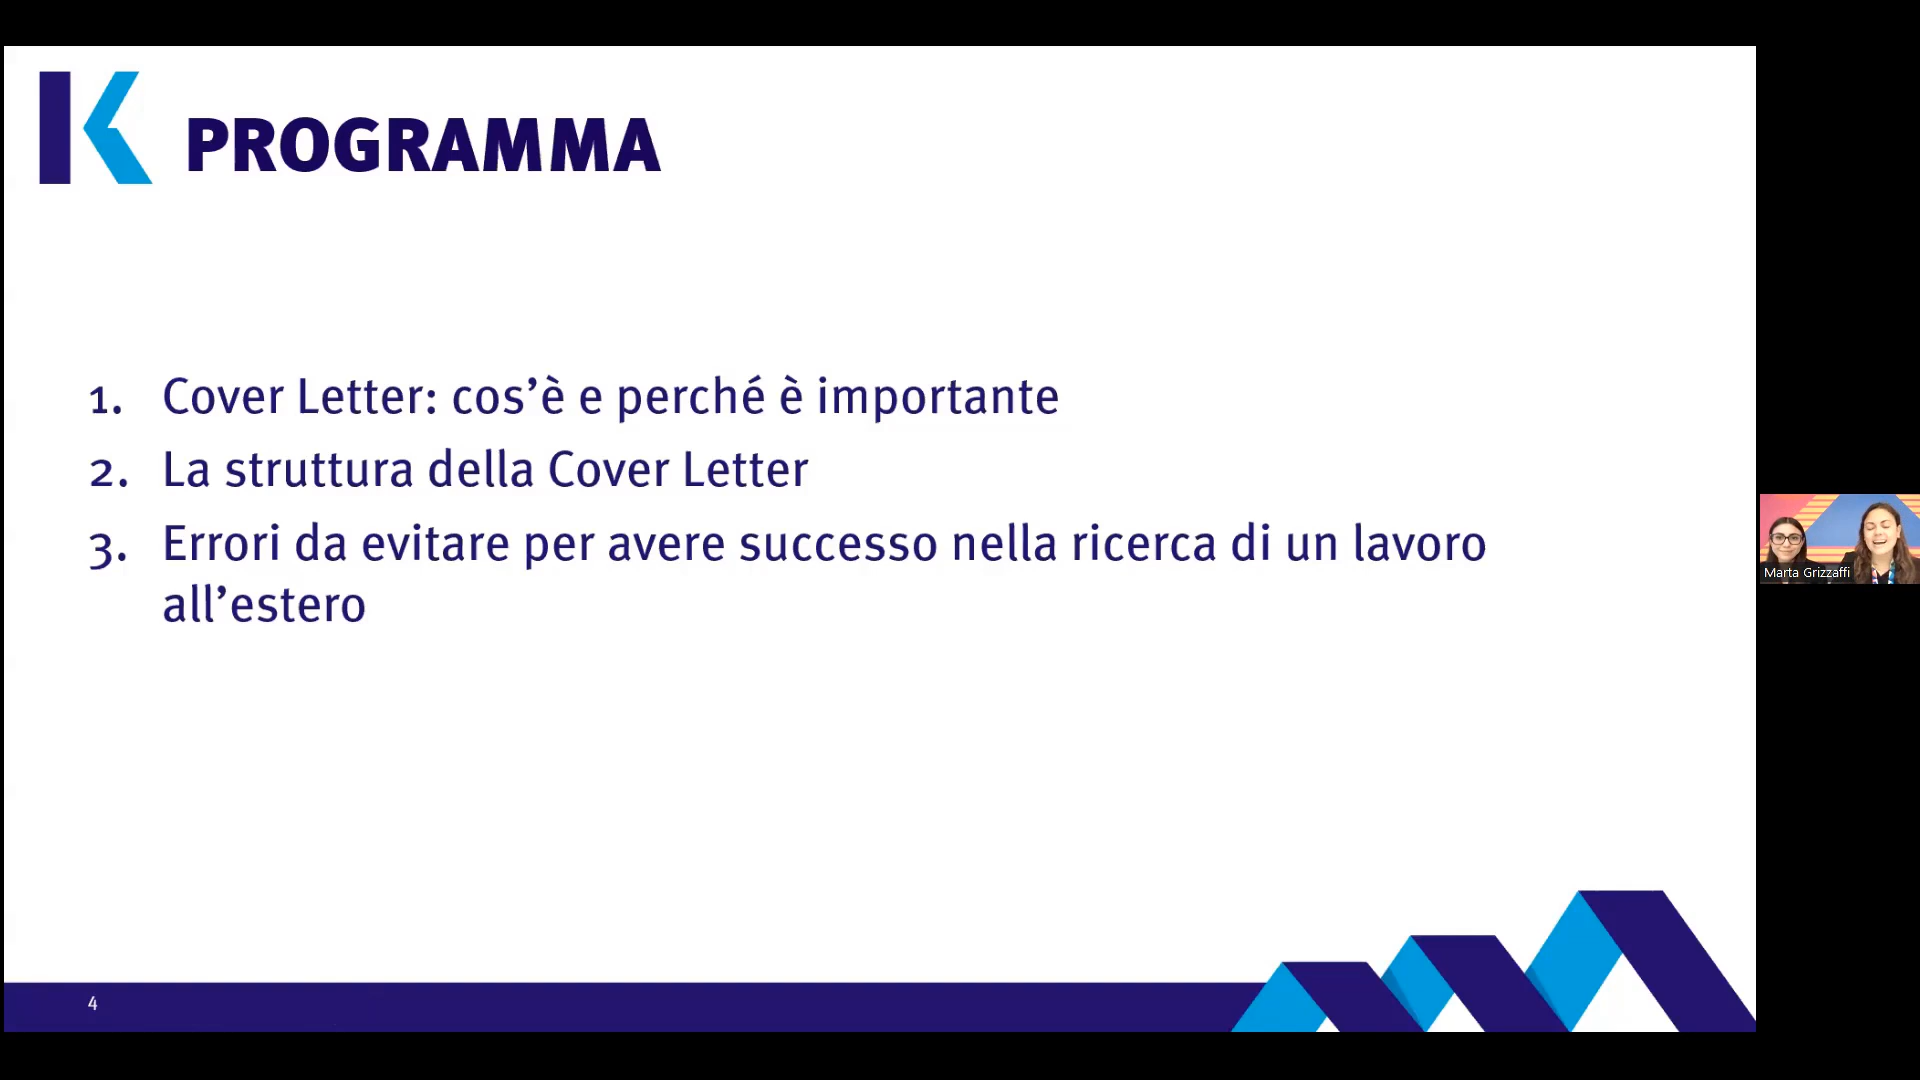 K PROGRAMMA
1. Cover Letter: cos’è e perché è importante
2. La struttura della Cover Letter
3. Errori da evitare per avere successo nella ricerca di un lavoro
all’estero
Marta Grizzaffi
4